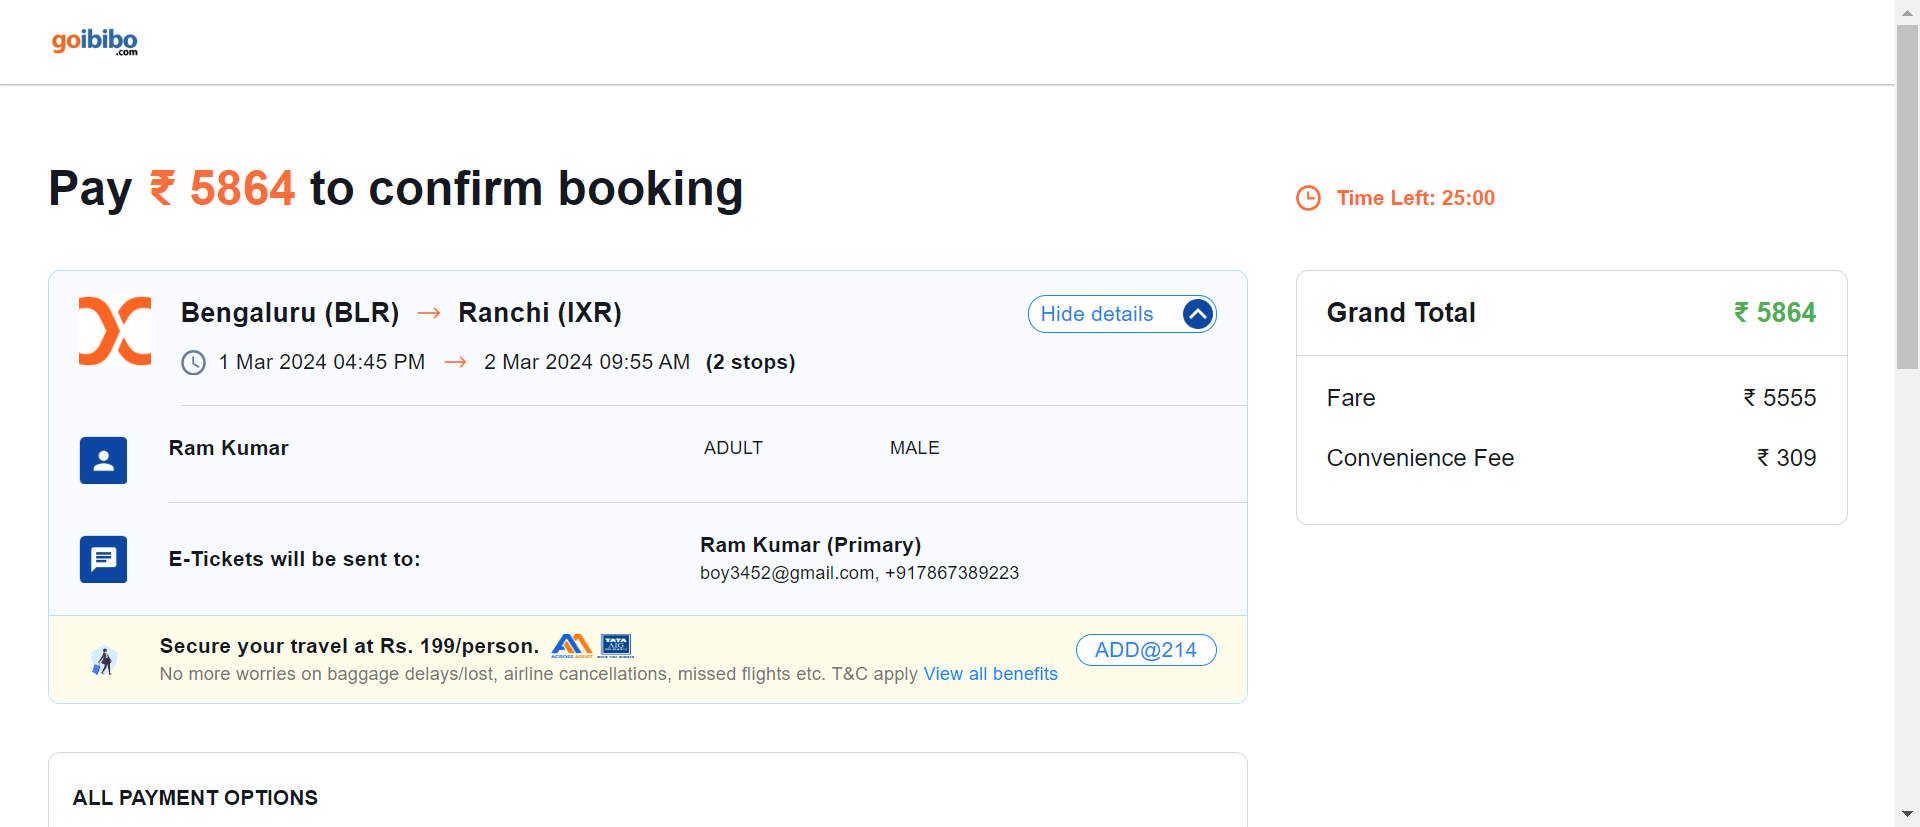 goibibo
.com
Pay ₹ 5864 to confirm booking
Time Left: 25:00
Bengaluru (BLR) → Ranchi (IXR)
Hide details
1 Mar 2024 04:45 PM → 2 Mar 2024 09:55 AM (2 stops)
Ram Kumar ADULT MALE
E-Tickets will be sent to:
Ram Kumar (Primary)
boy3452@gmail.com, +917867389223
Secure your travel at Rs. 199/person. TATA AIG
ADD@214
No more worries on baggage delays/lost, airline cancellations, missed flights etc. T&C apply View all benefits
Grand Total ₹ 5864
Fare ₹ 5555
Convenience Fee ₹ 309
ALL PAYMENT OPTIONS